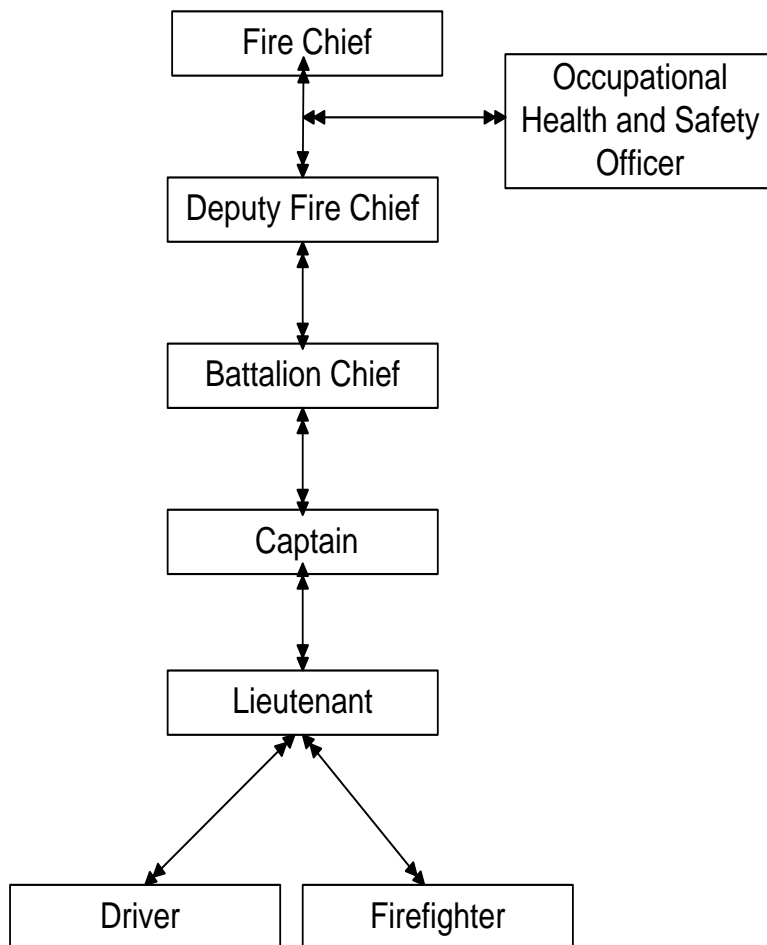 Fire Chief
Occupational
Health and Safety
Officer
Deputy Fire Chief
Battalion Chief
Captain
Lieutenant
Driver
Firefighter